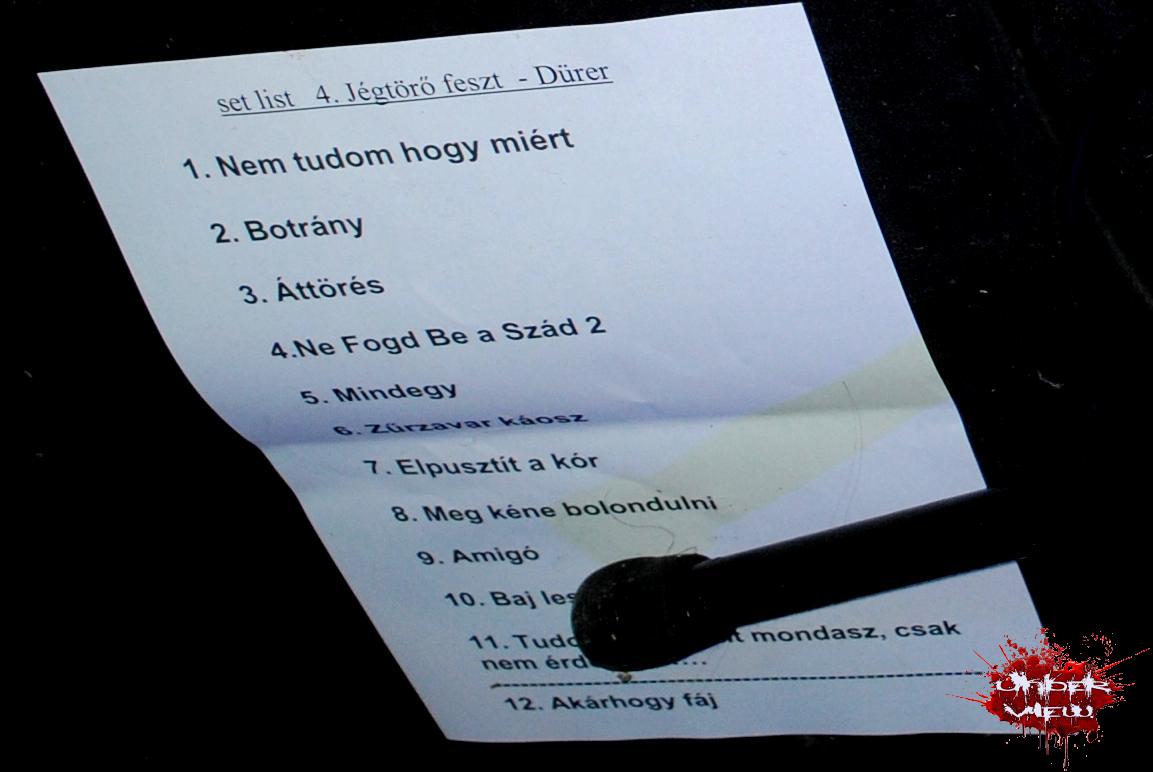 set list 4. Jégtörő feszt - Dürer
1. Nem tudom hogy miért
2. Botrány
3. Áttörés
4.Ne Fogd Be a Szád 2
5. Mindegy
6. Zűrzavar káosz
7. Elpusztít a kór
8. Meg kéne bolondulni
9. Amigó
10. Baj
11. mondasz, csak
nem
12. Akárhogy fáj
UNDER
VIEW